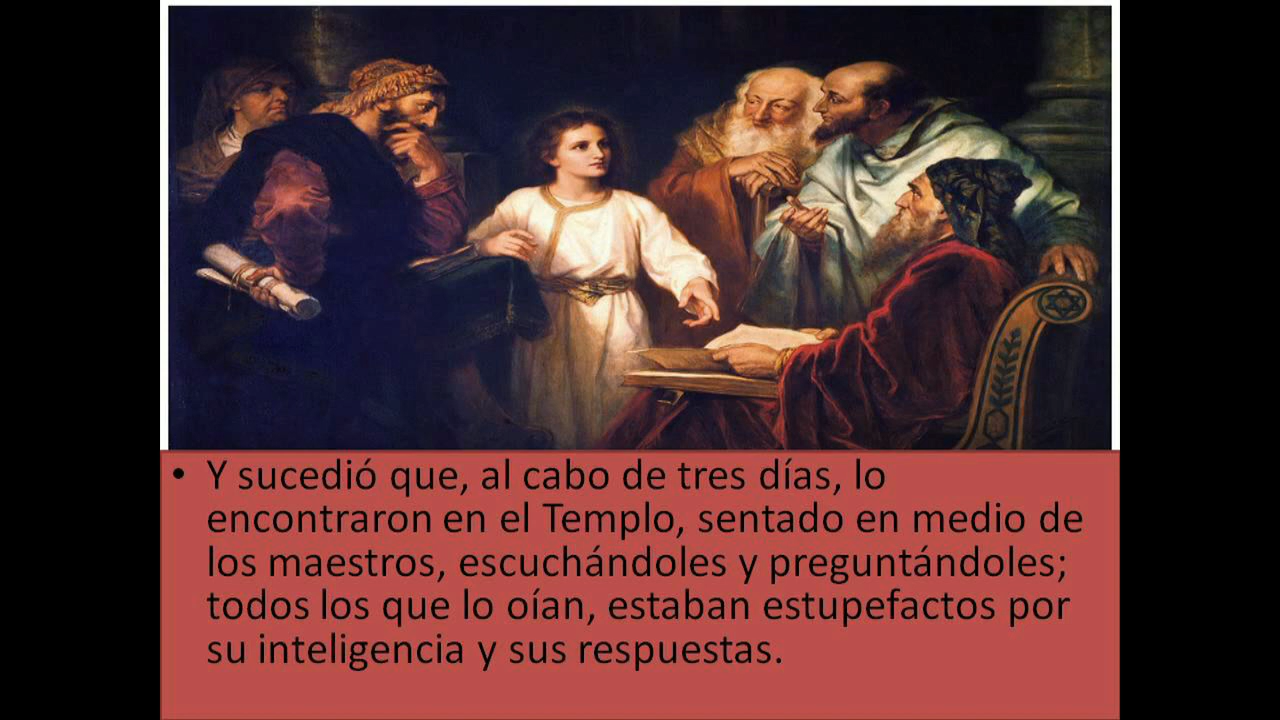 • Y sucedió que, al cabo de tres días, lo
encontraron en el Templo, sentado en medio de
los maestros, escuchándoles y preguntándoles;
todos los que lo oían, estaban estupefactos por
su inteligencia y sus respuestas.